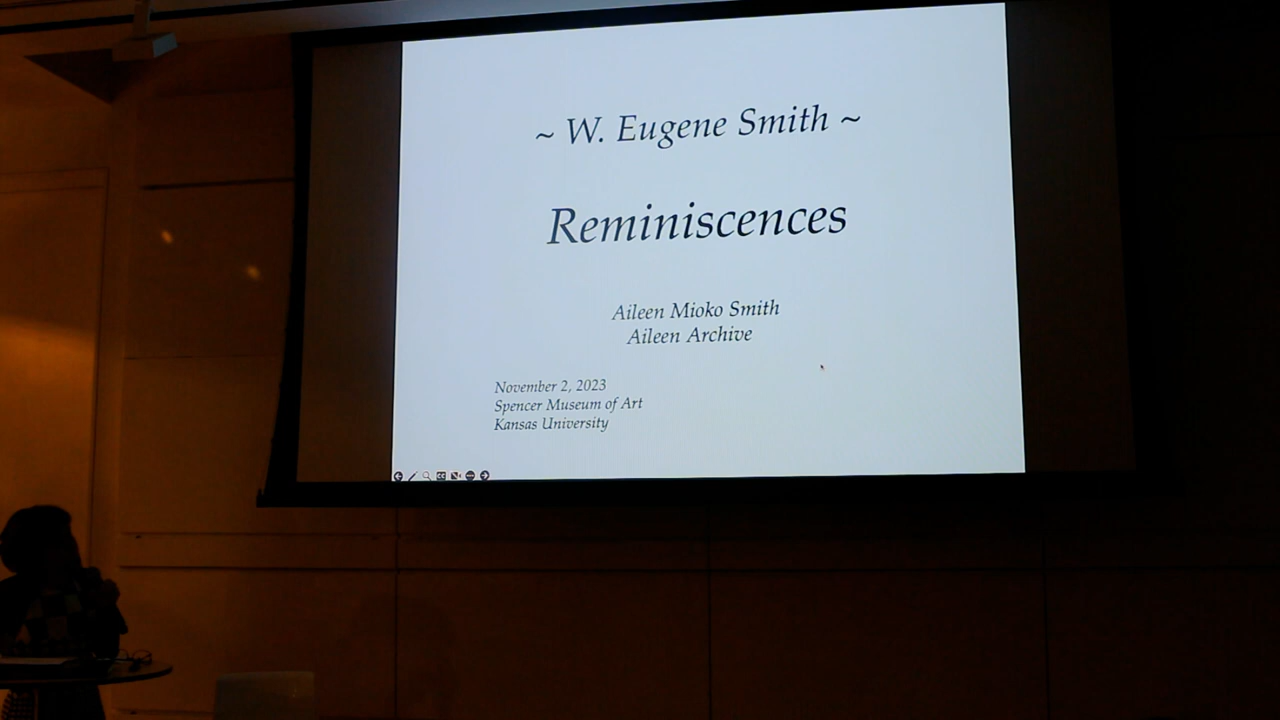 ~ W. Eugene Smith ~
Reminiscences
Aileen Mioko Smith
Aileen Archive
November 2, 2023
Spencer Museum of Art
Kansas University